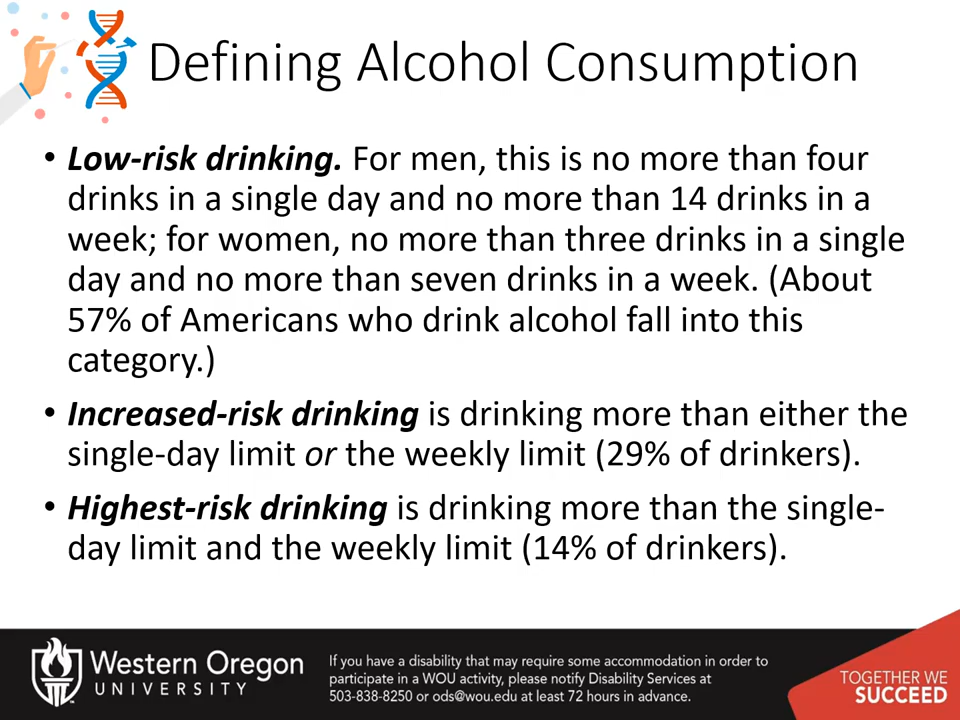 Defining Alcohol Consumption
• Low-risk drinking. For men, this is no more than four
drinks in a single day and no more than 14 drinks in a
week; for women, no more than three drinks in a single
day and no more than seven drinks in a week. (About
57% of Americans who drink alcohol fall into this
category.)
• Increased-risk drinking is drinking more than either the
single-day limit or the weekly limit (29% of drinkers).
• Highest-risk drinking is drinking more than the single-
day limit and the weekly limit (14% of drinkers).
Western Oregon
UNIVERSITY
If you have a disability that may require some accommodation in order to
participate in a WOU activity, please notify Disability Services at
503-838-8250 or ods@wou.edu at least 72 hours in advance.
TOGETHER WE
SUCCEED